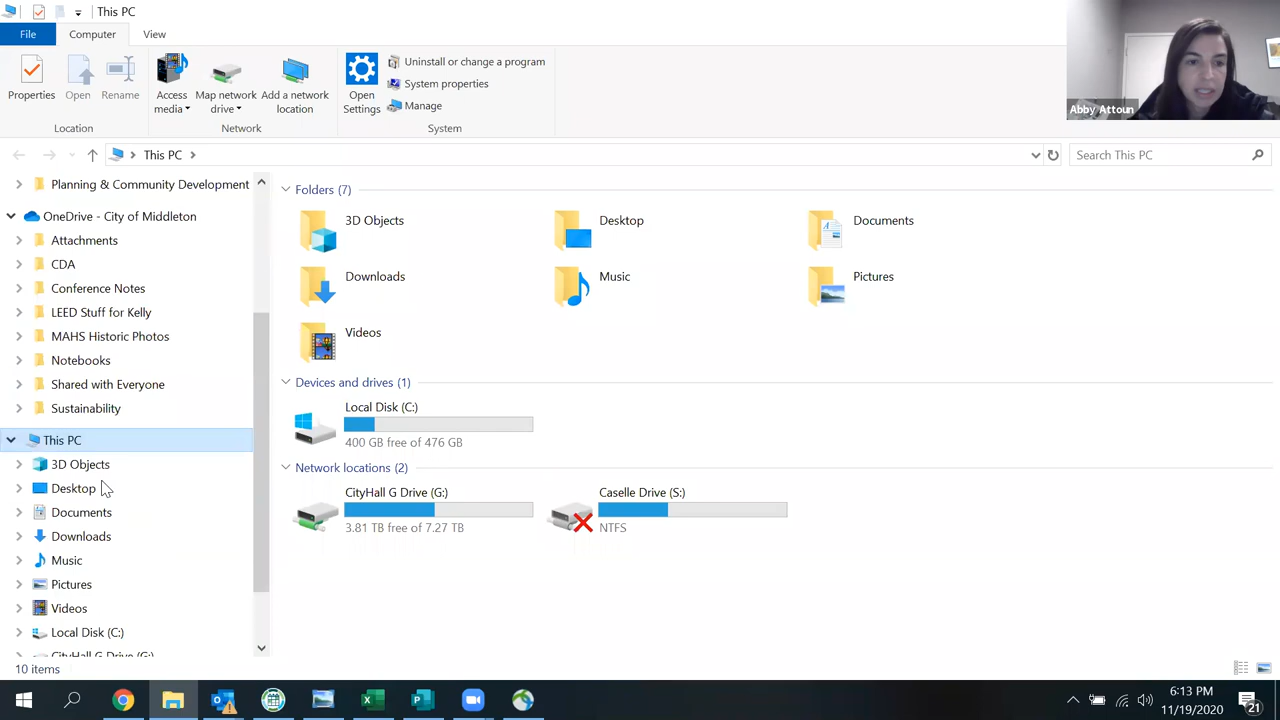 This PC
File
Computer
View
Properties
Open
Rename
Access media
Map network drive
Add a network location
Open Settings
Uninstall or change a program
System properties
Manage
Location
Network
System
Abby Attoun
This PC
Search This PC
Planning & Community Development
OneDrive - City of Middleton
Attachments
CDA
Conference Notes
LEED Stuff for Kelly
MAHS Historic Photos
Notebooks
Shared with Everyone
Sustainability
This PC
3D Objects
Desktop
Documents
Downloads
Music
Pictures
Videos
Local Disk (C:)
CityHall G Drive (G:)
Folders (7)
3D Objects
Desktop
Documents
Downloads
Music
Pictures
Videos
Devices and drives (1)
Local Disk (C:)
400 GB free of 476 GB
Network locations (2)
CityHall G Drive (G:)
3.81 TB free of 7.27 TB
Caselle Drive (S:)
NTFS
10 items
6:13 PM
11/19/2020
21